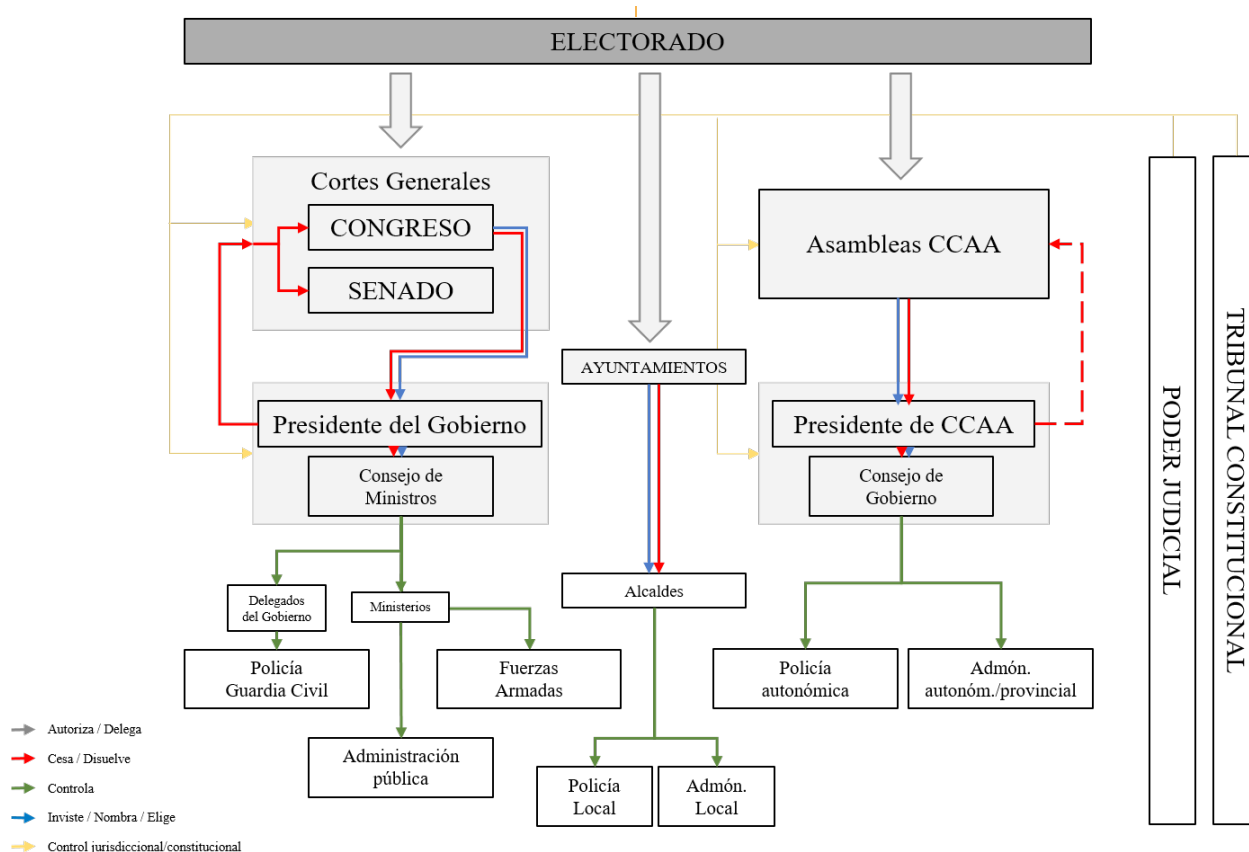 ELECTORADO
Cortes Generales
CONGRESO
SENADO
Asambleas CCAA
AYUNTAMIENTOS
Presidente del Gobierno
Consejo de
Ministros
Presidente de CCAA
Consejo de
Gobierno
Delegados
del Gobierno
Ministerios
Alcaldes
Policía
Guardia Civil
Fuerzas
Armadas
Policía
autonómica
Admón.
autonóm./provincial
Administración
pública
Policía
Local
Admón.
Local
PODER JUDICIAL
TRIBUNAL CONSTITUCIONAL
Autoriza / Delega
Cesa / Disuelve
Controla
Inviste / Nombra / Elige
Control jurisdiccional/constitucional